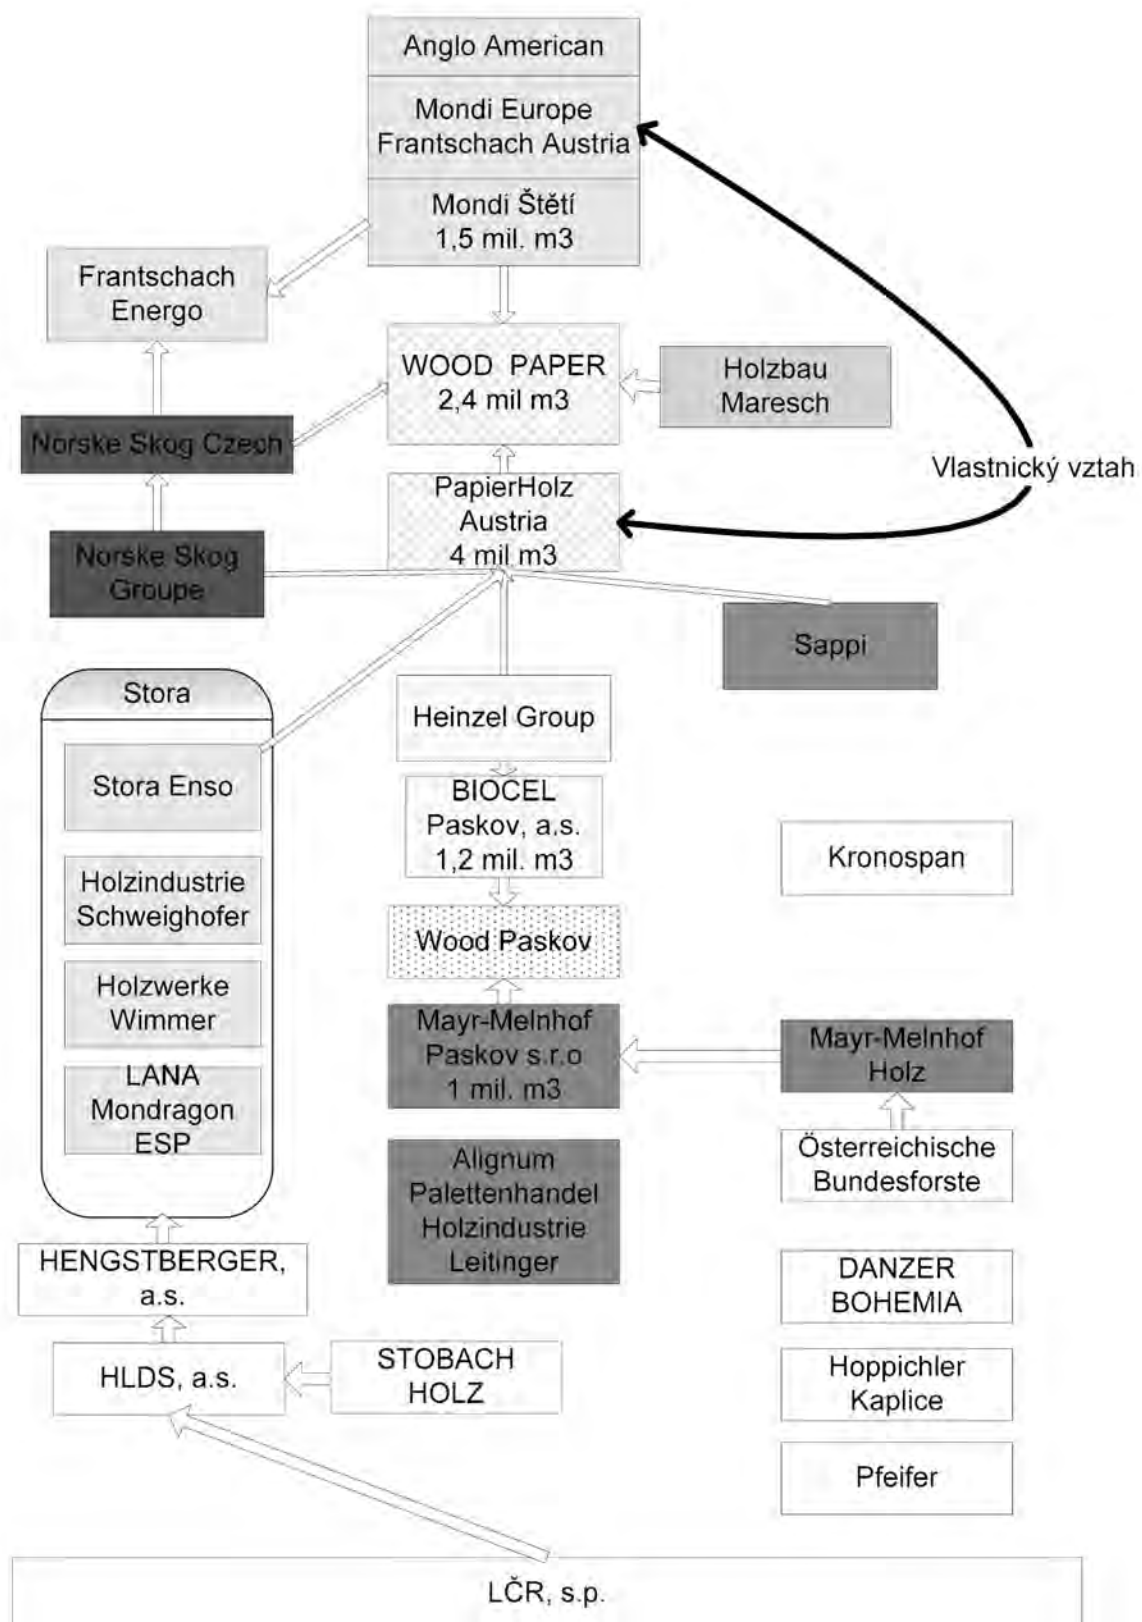 Anglo American
Mondi Europe
Frantschach Austria
Mondi Štětí
1,5 mil. m3
Frantschach
Energo
WOOD PAPER
2,4 mil m3
Holzbau
Maresch
Norske Skog Czech
Vlastnický vztah
PapierHolz
Austria
4 mil m3
Norske Skog
Groupe
Sappi
Stora
Heinzel Group
Stora Enso
BIOCEL
Paskov, a.s.
1,2 mil. m3
Kronospan
Holzindustrie
Schweighofer
Wood Paskov
Holzwerke
Wimmer
Mayr-Melnhof
Paskov s.r.o
1 mil. m3
Mayr-Melnhof
Holz
LANA
Mondragon
ESP
Österreichische
Bundesforste
Alignum
Palettenhandel
Holzindustrie
Leitinger
HENGSTBERGER,
a.s.
DANZER
BOHEMIA
HLDS, a.s.
STOBACH
HOLZ
Hoppichler
Kaplice
Pfeifer
LČR, s.p.